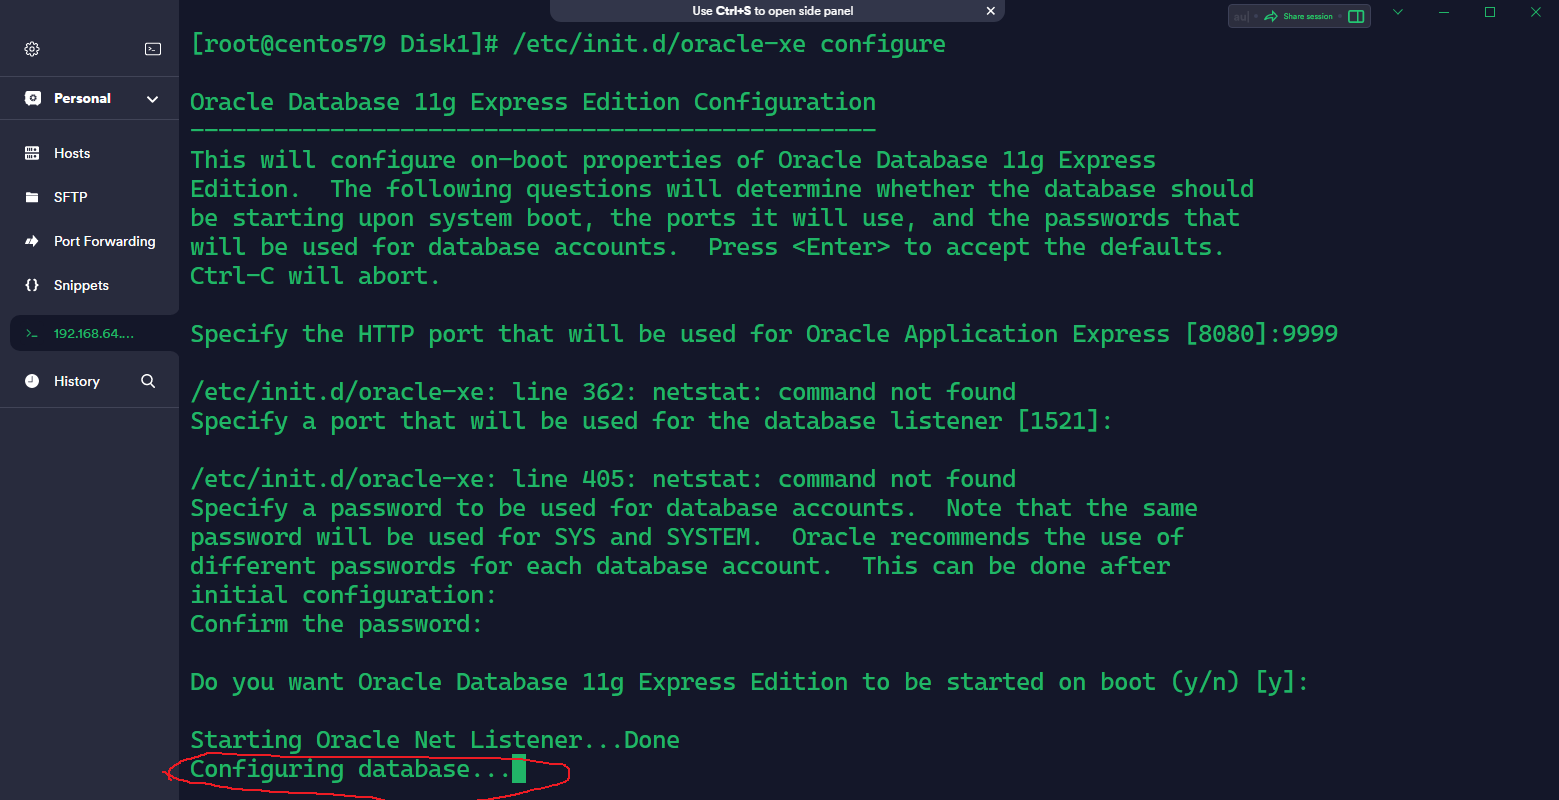 Use Ctrl+S to open side panel
Share session
Personal
Hosts
SFTP
Port Forwarding
Snippets
192.168.64....
History
[root@centos79 Disk1]# /etc/init.d/oracle-xe configure
Oracle Database 11g Express Edition Configuration
-------------------------------------------------
This will configure on-boot properties of Oracle Database 11g Express
Edition.  The following questions will determine whether the database should
be starting upon system boot, the ports it will use, and the passwords that
will be used for database accounts.  Press <Enter> to accept the defaults.
Ctrl-C will abort.
Specify the HTTP port that will be used for Oracle Application Express [8080]:9999
/etc/init.d/oracle-xe: line 362: netstat: command not found
Specify a port that will be used for the database listener [1521]:
/etc/init.d/oracle-xe: line 405: netstat: command not found
Specify a password to be used for database accounts.  Note that the same
password will be used for SYS and SYSTEM.  Oracle recommends the use of
different passwords for each database account.  This can be done after
initial configuration:
Confirm the password:
Do you want Oracle Database 11g Express Edition to be started on boot (y/n) [y]:
Starting Oracle Net Listener...Done
Configuring database...